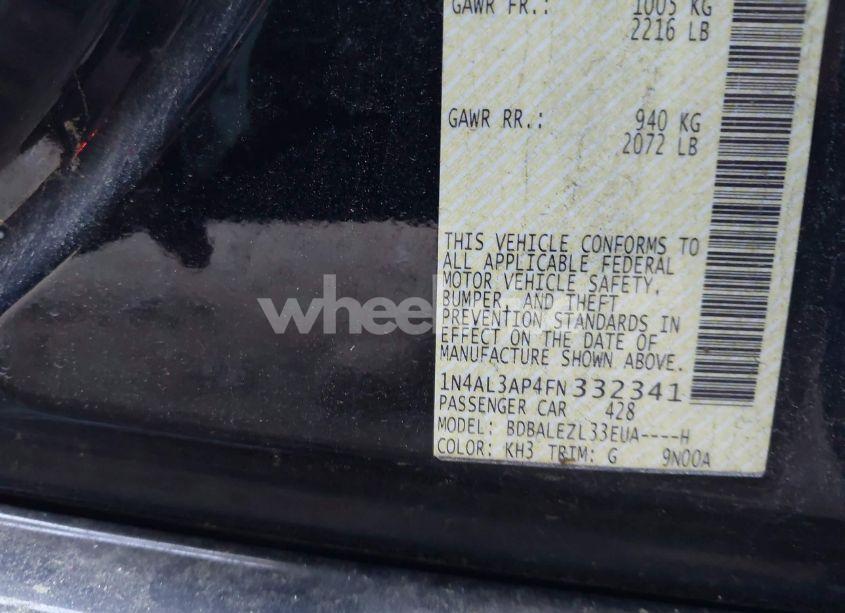 GAWR FR.: 1005 KG
2216 LB
GAWR RR.: 940 KG
2072 LB
THIS VEHICLE CONFORMS TO
ALL APPLICABLE FEDERAL
MOTOR VEHICLE SAFETY,
BUMPER, AND THEFT
PREVENTION STANDARDS IN
EFFECT ON THE DATE OF
MANUFACTURE SHOWN ABOVE.
1N4AL3AP4FN332341
PASSENGER CAR 428
MODEL: BDBALEZL33EUA----H
COLOR: KH3 TRIM: G 9N00A